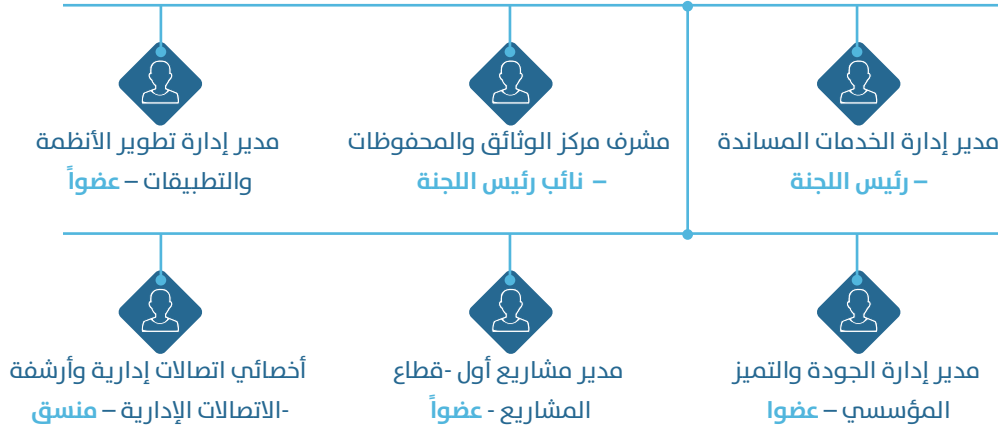 مدير إدارة الخدمات المساندة
– رئيس اللجنة
مشرف مركز الوثائق والمحفوظات
– نائب رئيس اللجنة
مدير إدارة تطوير الأنظمة
والتطبيقات – عضواً
مدير إدارة الجودة والتميز
المؤسسي – عضوا
مدير مشاريع أول -قطاع
المشاريع - عضواً
أخصائي اتصالات إدارية وأرشفة
-الاتصالات الإدارية – منسق